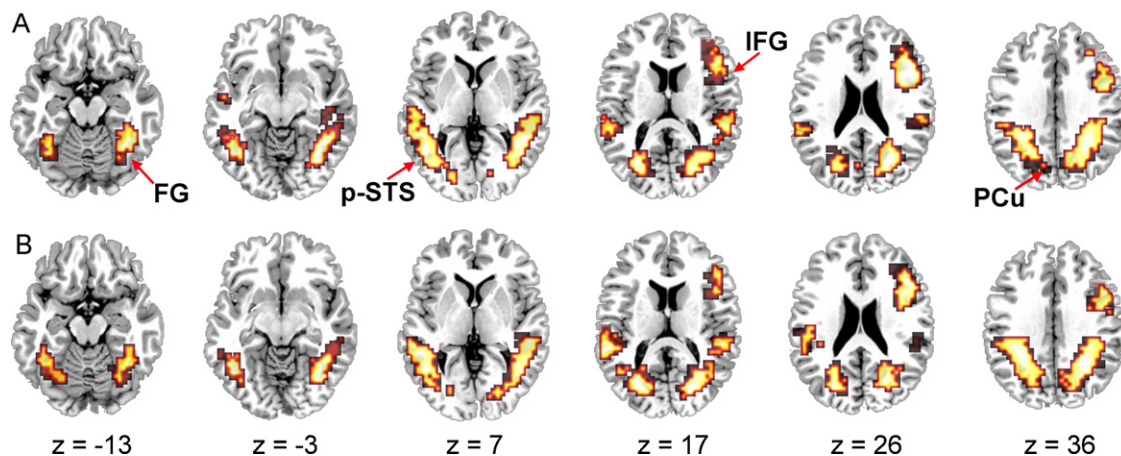 A
IFG
FG
p-STS
PCu
B
z = -13
z = -3
z = 7
z = 17
z = 26
z = 36